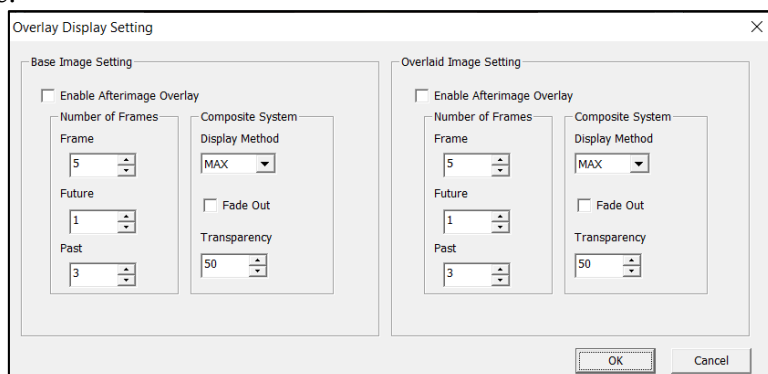 Overlay Display Setting
Base Image Setting
Enable Afterimage Overlay
Number of Frames
Frame
5
Future
1
Past
3
Composite System
Display Method
MAX
Fade Out
Transparency
50
Overlaid Image Setting
Enable Afterimage Overlay
Number of Frames
Frame
5
Future
1
Past
3
Composite System
Display Method
MAX
Fade Out
Transparency
50
OK
Cancel